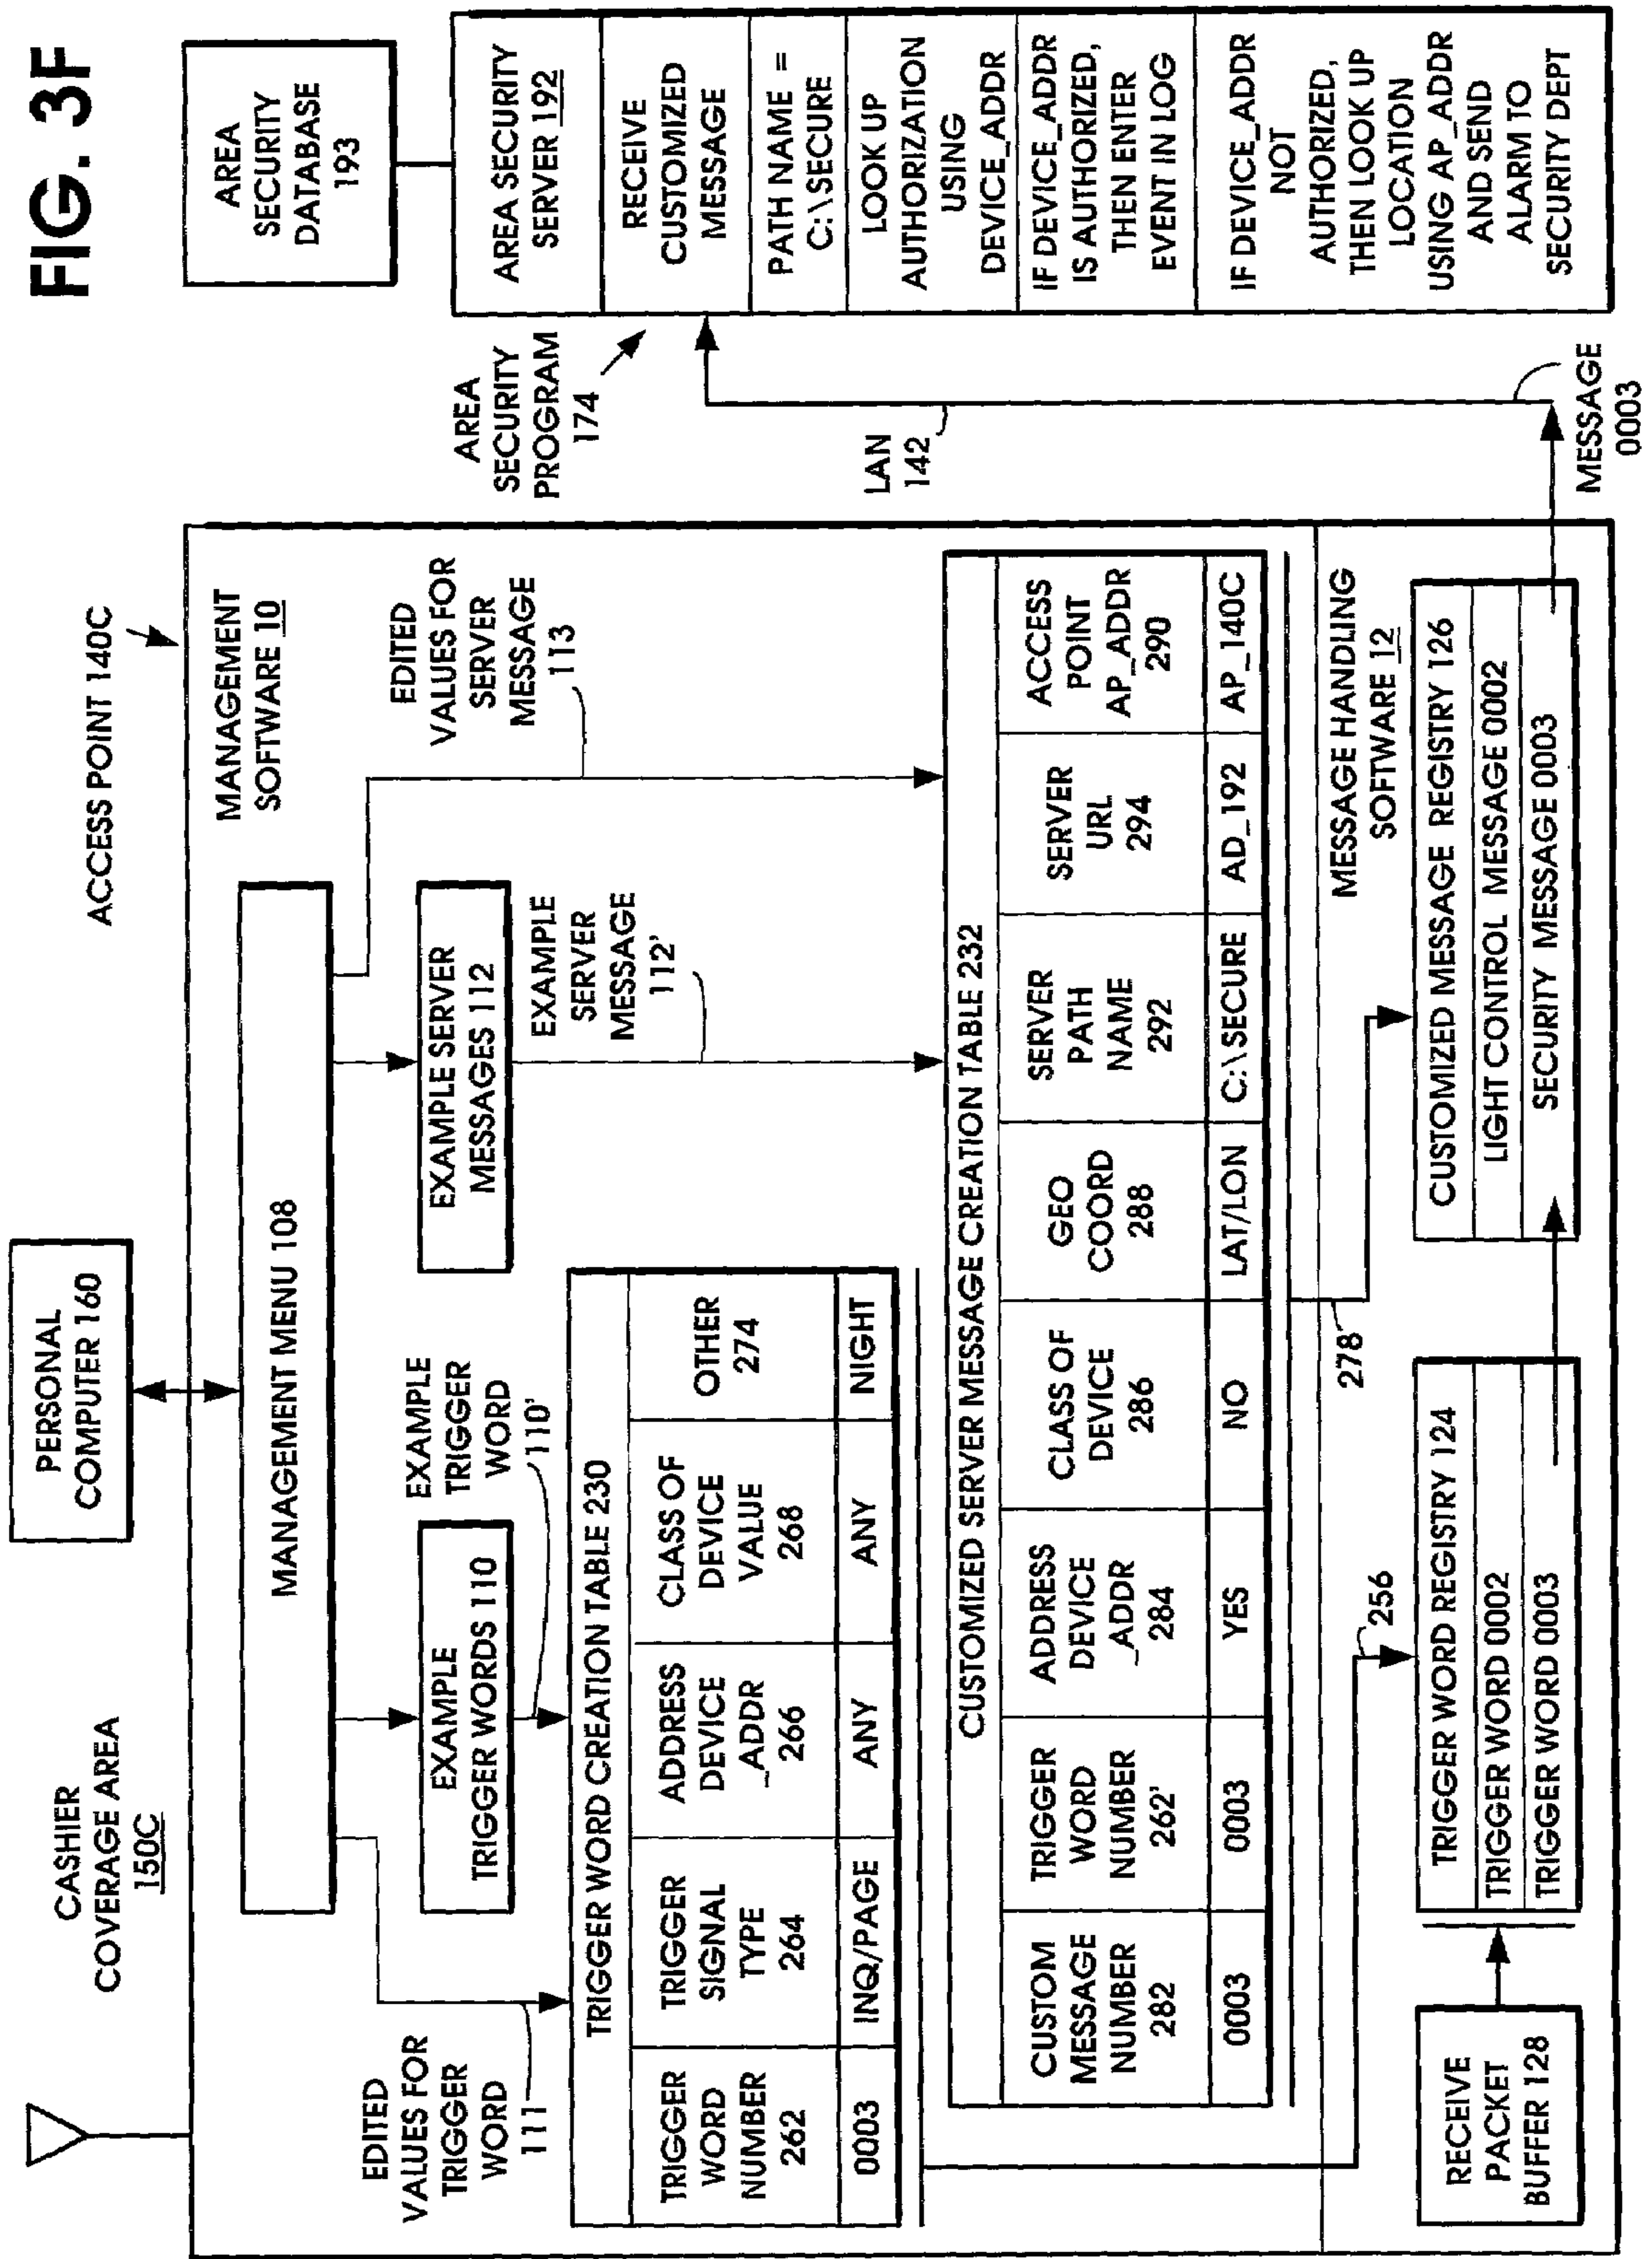 FIG. 3F
CASHIER
COVERAGE AREA
150C
PERSONAL
COMPUTER 160
ACCESS POINT 140C
MANAGEMENT
SOFTWARE 10
MANAGEMENT MENU 108
EDITED
VALUES FOR
TRIGGER
WORD
111
EXAMPLE
TRIGGER WORDS 110
EXAMPLE
TRIGGER
WORD
110'
EXAMPLE SERVER
MESSAGES 112
EXAMPLE
SERVER
MESSAGE
112'
EDITED
VALUES FOR
SERVER
MESSAGE
113
TRIGGER WORD CREATION TABLE 230
TRIGGER
WORD
NUMBER
262
TRIGGER
SIGNAL
TYPE
264
ADDRESS
DEVICE
_ADDR
266
CLASS OF
DEVICE
VALUE
268
OTHER
274
0003
INQ/PAGE
ANY
ANY
NIGHT
CUSTOMIZED SERVER MESSAGE CREATION TABLE 232
CUSTOM
MESSAGE
NUMBER
282
TRIGGER
WORD
NUMBER
262'
ADDRESS
DEVICE
_ADDR
284
CLASS OF
DEVICE
286
GEO
COORD
288
SERVER
PATH
NAME
292
SERVER
URL
294
ACCESS
POINT
AP_ADDR
290
0003
0003
YES
NO
LAT/LON
C:\SECURE
AD_192
AP_140C
256
278
MESSAGE HANDLING
SOFTWARE 12
RECEIVE
PACKET
BUFFER 128
TRIGGER WORD REGISTRY 124
TRIGGER WORD 0002
TRIGGER WORD 0003
CUSTOMIZED MESSAGE REGISTRY 126
LIGHT CONTROL MESSAGE 0002
SECURITY MESSAGE 0003
MESSAGE
0003
LAN
142
AREA
SECURITY
PROGRAM
174
AREA
SECURITY
DATABASE
193
AREA SECURITY
SERVER 192
RECEIVE
CUSTOMIZED
MESSAGE
PATH NAME =
C:\SECURE
LOOK UP
AUTHORIZATION
USING
DEVICE_ADDR
IF DEVICE_ADDR
IS AUTHORIZED,
THEN ENTER
EVENT IN LOG
IF DEVICE_ADDR
NOT
AUTHORIZED,
THEN LOOK UP
LOCATION
USING AP_ADDR
AND SEND
ALARM TO
SECURITY DEPT